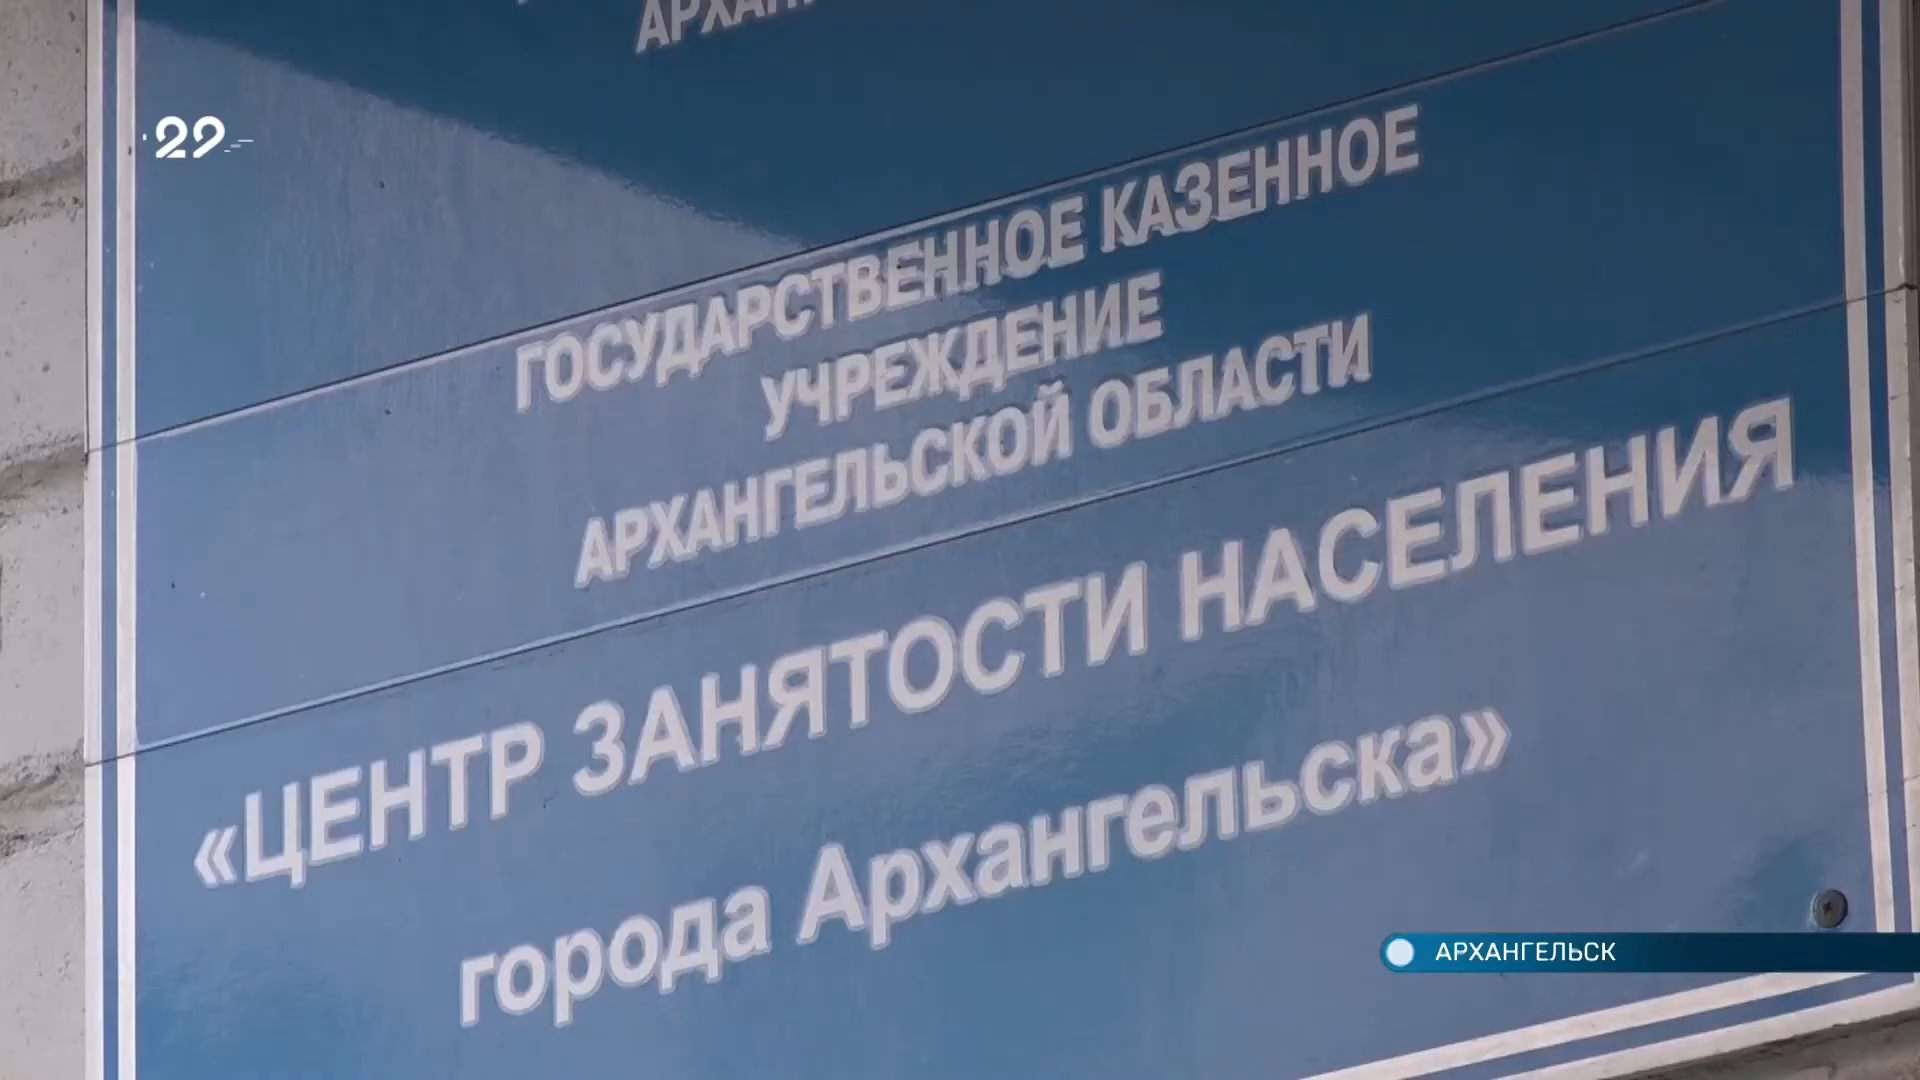 29
ГОСУДАРСТВЕННОЕ КАЗЕННОЕ
УЧРЕЖДЕНИЕ
АРХАНГЕЛЬСКОЙ ОБЛАСТИ
«ЦЕНТР ЗАНЯТОСТИ НАСЕЛЕНИЯ
города Архангельска»
АРХАНГЕЛЬСК